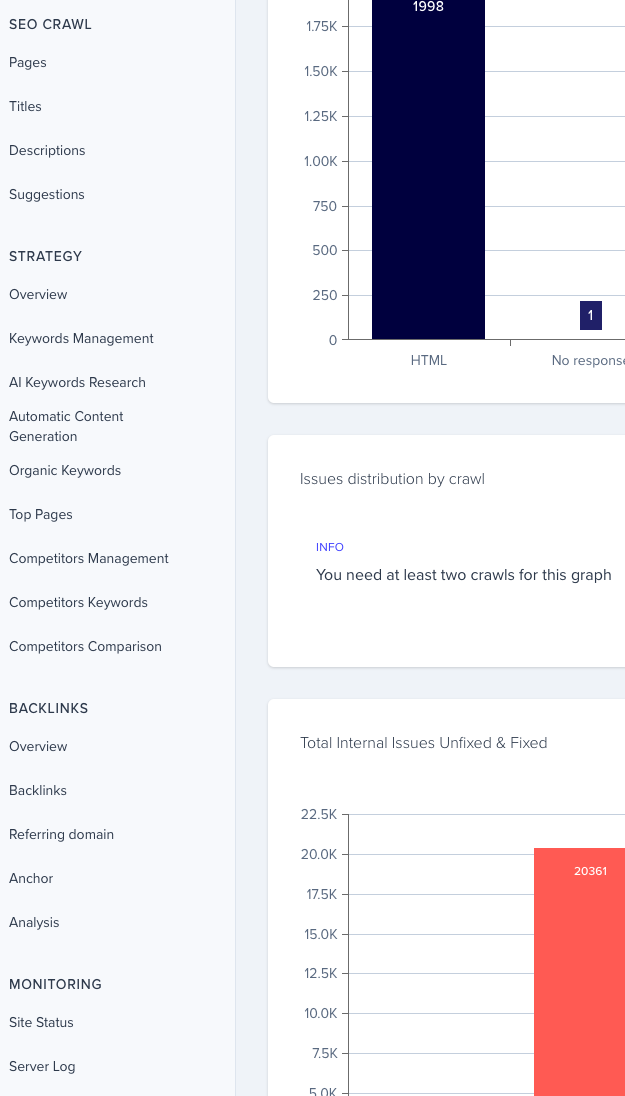 SEO CRAWL
Pages
Titles
Descriptions
Suggestions
STRATEGY
Overview
Keywords Management
AI Keywords Research
Automatic Content
Generation
Organic Keywords
Top Pages
Competitors Management
Competitors Keywords
Competitors Comparison
BACKLINKS
Overview
Backlinks
Referring domain
Anchor
Analysis
MONITORING
Site Status
Server Log
1998
1.75K
1.50K
1.25K
1.00K
750
500
250
1
0
HTML
No response
Issues distribution by crawl
INFO
You need at least two crawls for this graph
Total Internal Issues Unfixed & Fixed
22.5K
20.0K
20361
17.5K
15.0K
12.5K
10.0K
7.5K
5.0K